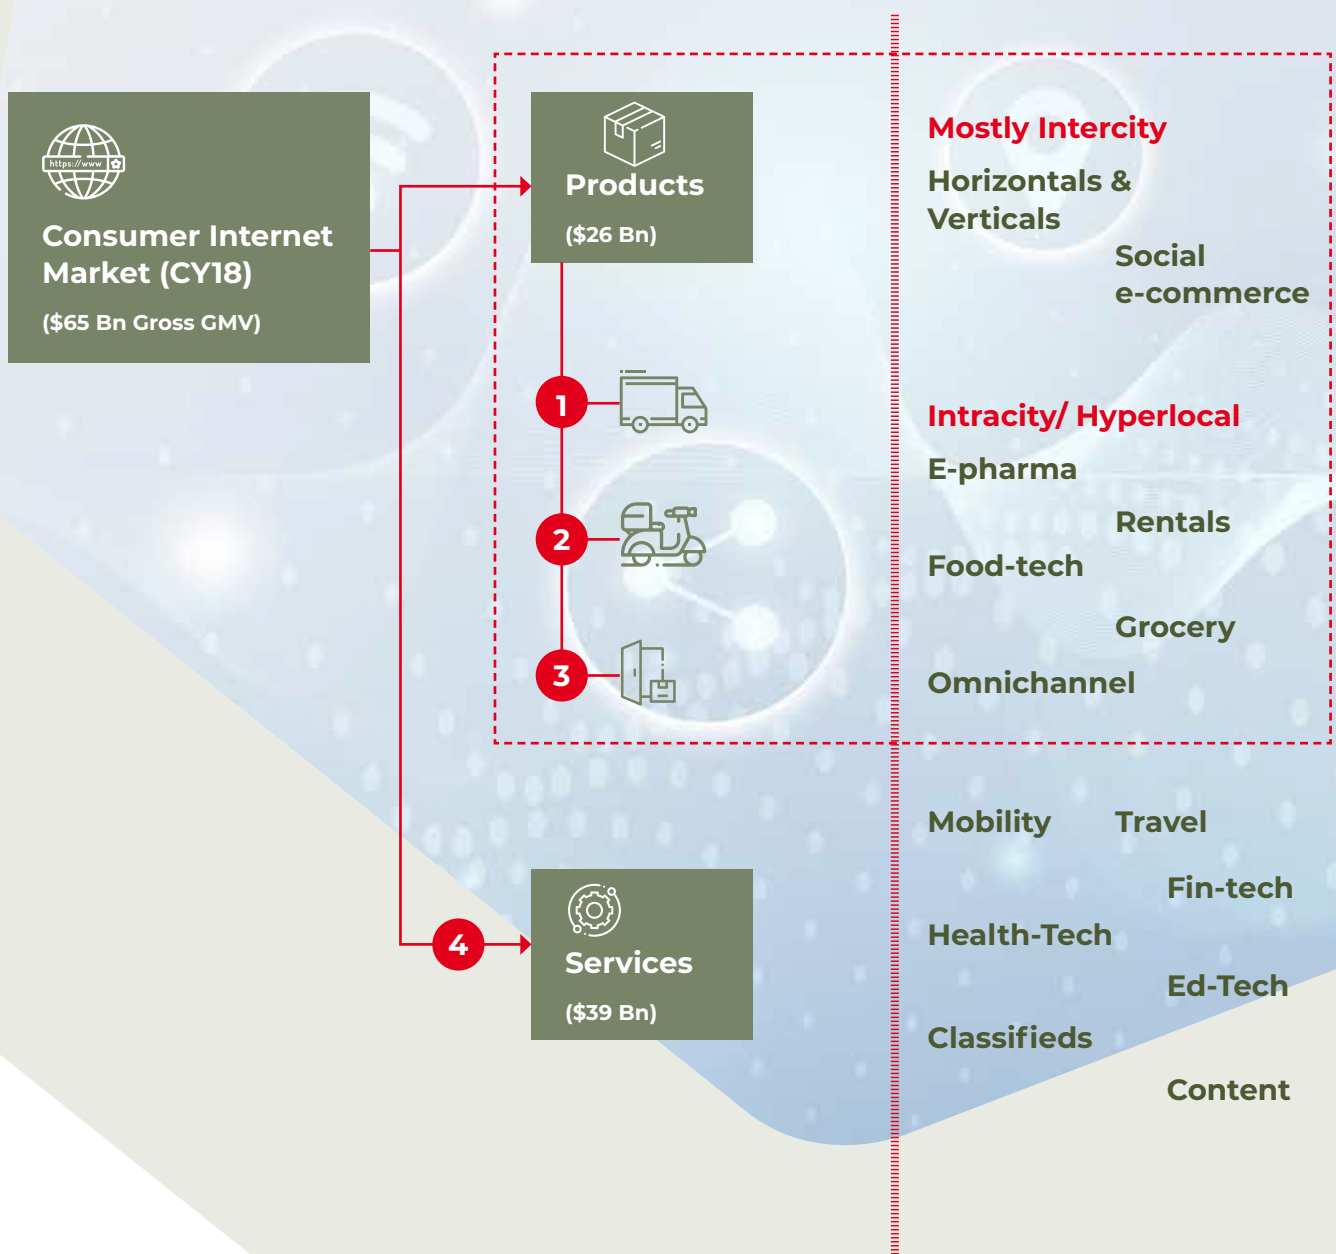 https://www
Consumer Internet
Market (CY18)
($65 Bn Gross GMV)
Products
($26 Bn)
1
2
3
4
Services
($39 Bn)
Mostly Intercity
Horizontals &
Verticals
Social
e-commerce
Intracity/ Hyperlocal
E-pharma
Rentals
Food-tech
Grocery
Omnichannel
Mobility
Travel
Fin-tech
Health-Tech
Ed-Tech
Classifieds
Content